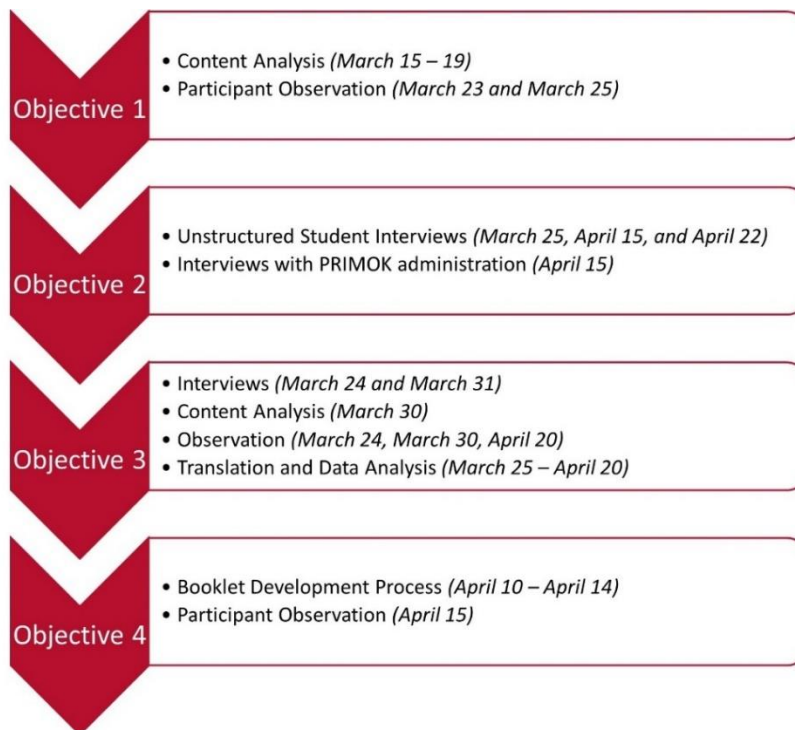 Objective 1
• Content Analysis (March 15 – 19)
• Participant Observation (March 23 and March 25)
Objective 2
• Unstructured Student Interviews (March 25, April 15, and April 22)
• Interviews with PRIMOK administration (April 15)
Objective 3
• Interviews (March 24 and March 31)
• Content Analysis (March 30)
• Observation (March 24, March 30, April 20)
• Translation and Data Analysis (March 25 – April 20)
Objective 4
• Booklet Development Process (April 10 – April 14)
• Participant Observation (April 15)